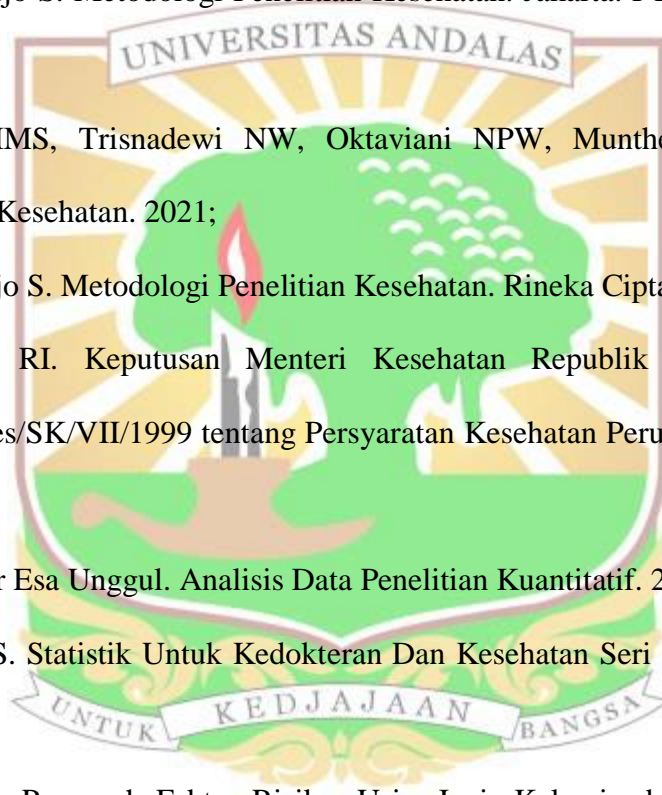 jo S. Metodologi Penelitian Kesehatan. Jakarta:
UNIVERSITAS ANDALAS
IMS, Trisnadewi NW, Oktaviani NPW, Munthe
Kesehatan. 2021;
jo S. Metodologi Penelitian Kesehatan. Rineka Cipta
RI. Keputusan Menteri Kesehatan Republik
es/SK/VII/1999 tentang Persyaratan Kesehatan Peru
r Esa Unggul. Analisis Data Penelitian Kuantitatif. 2
S. Statistik Untuk Kedokteran Dan Kesehatan Seri
UNTUK KEDJAJAAN BANGSA